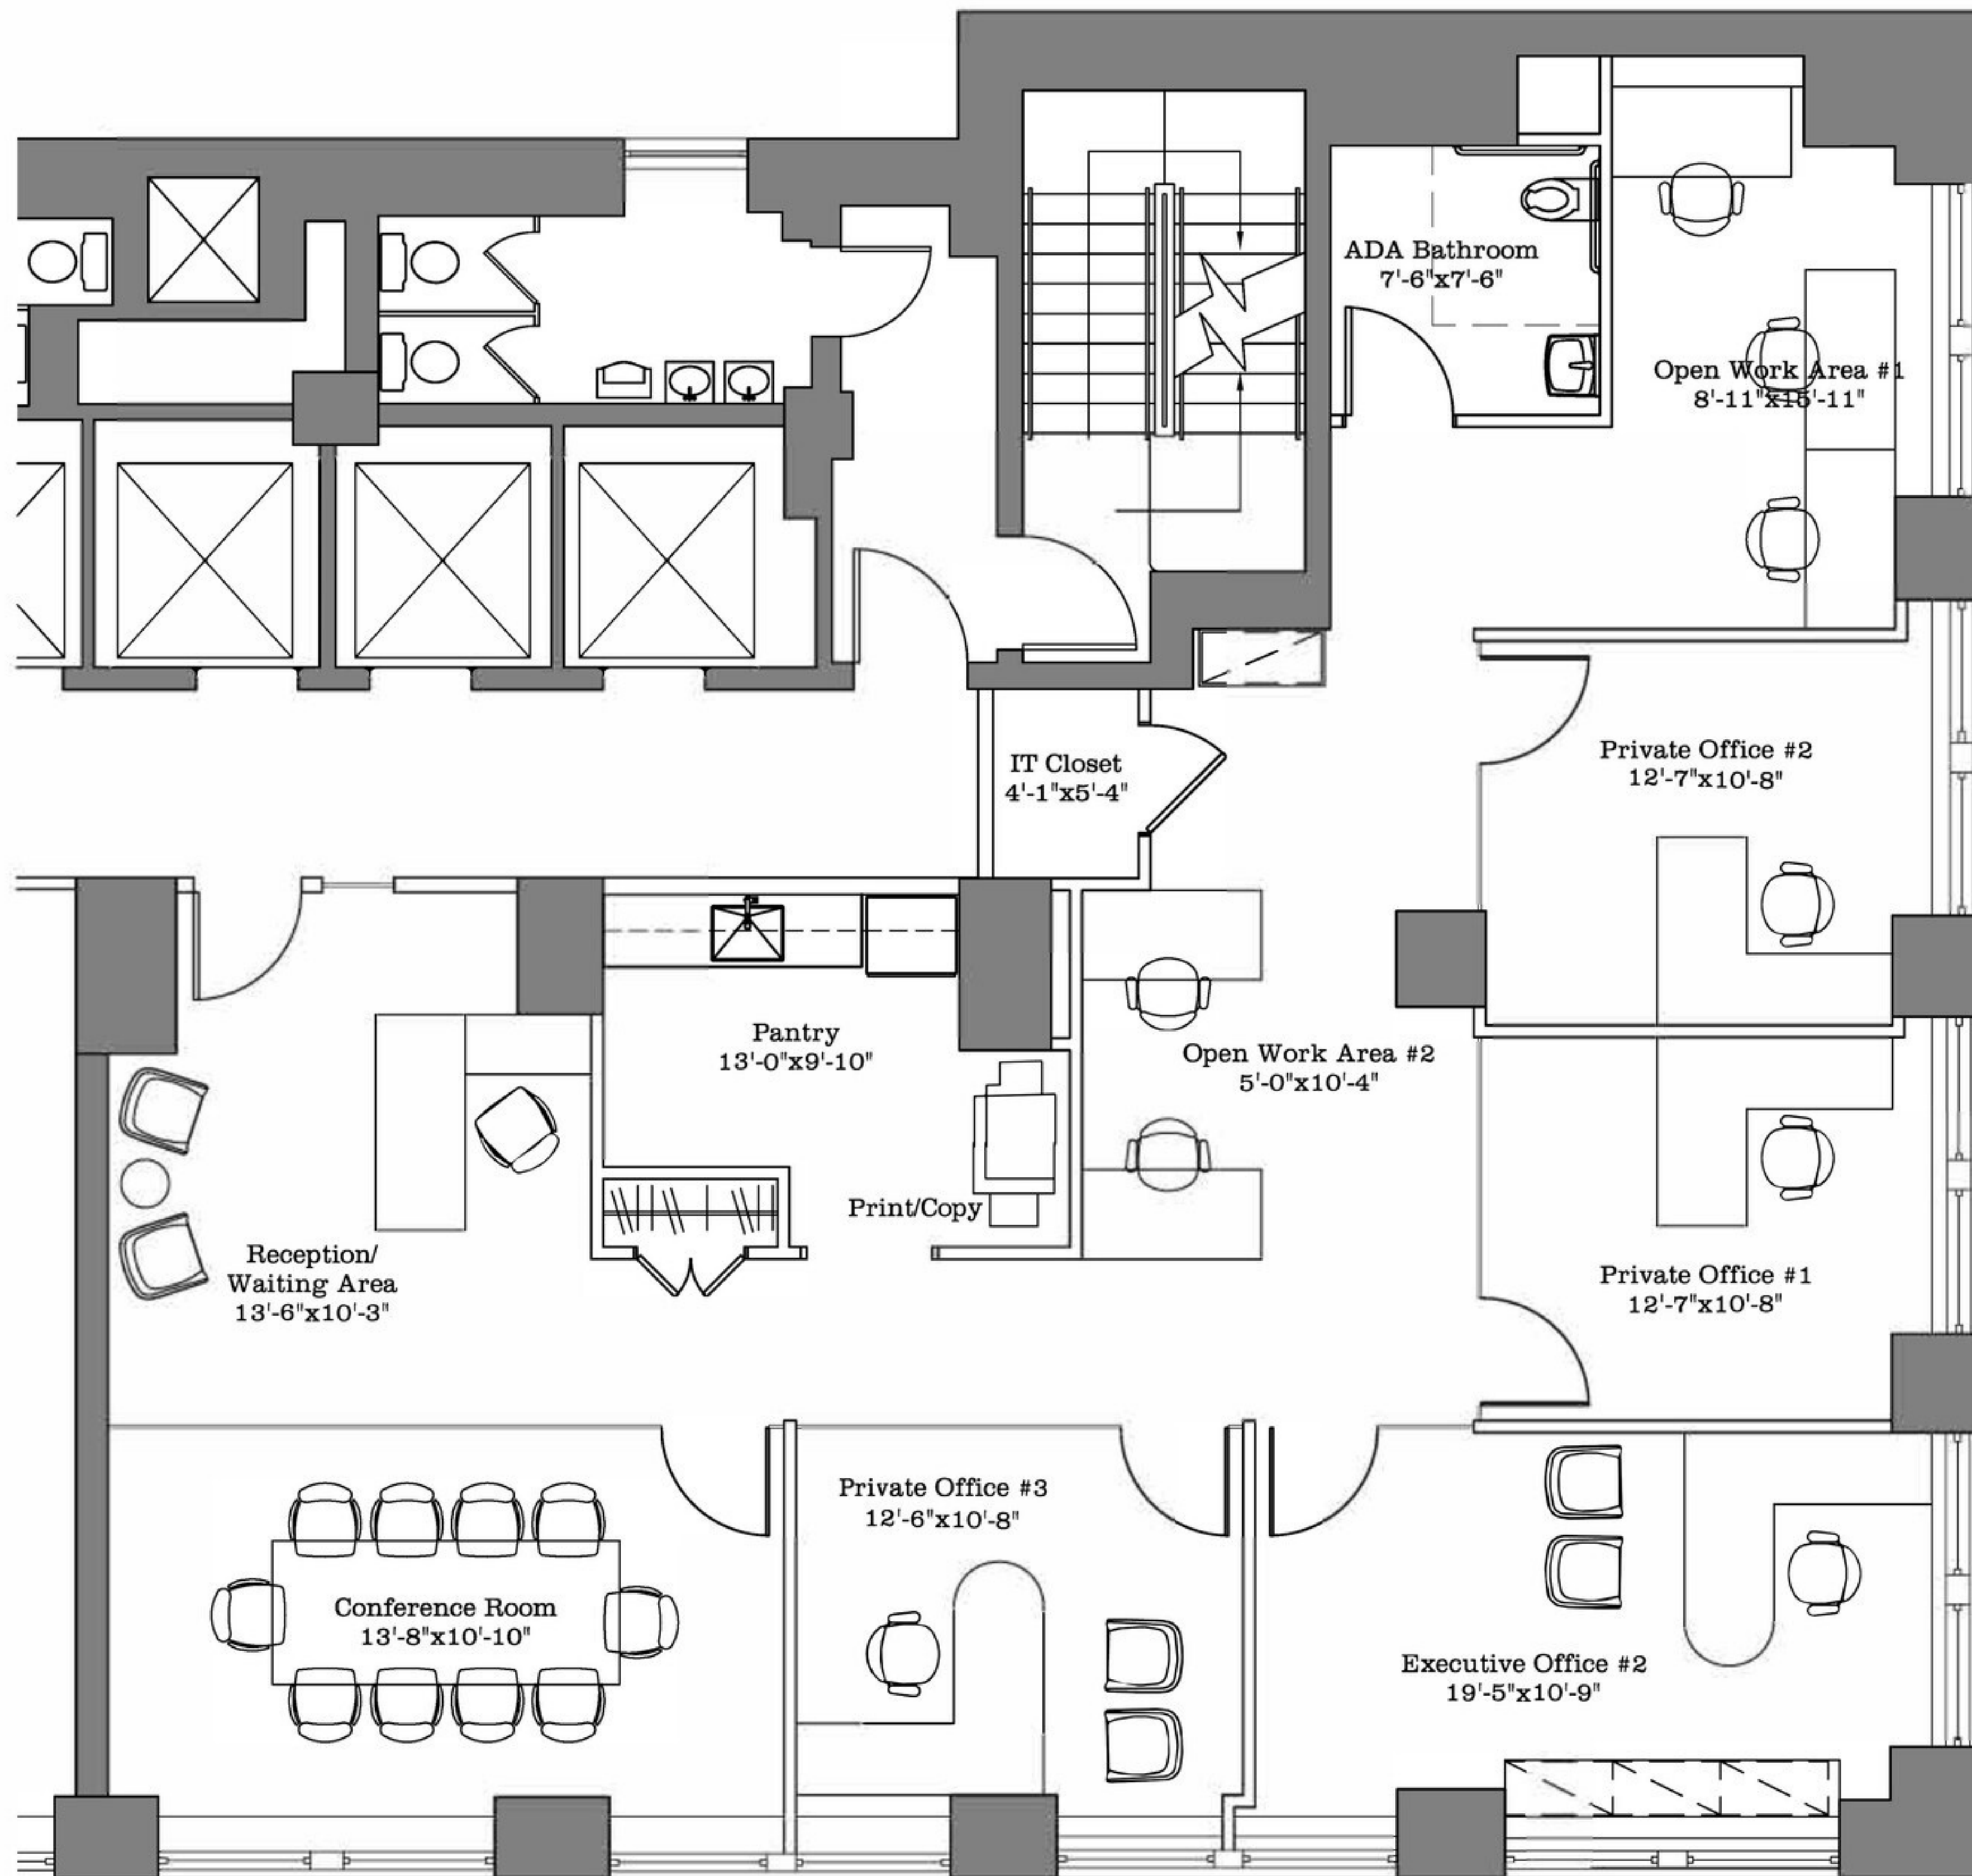 ADA Bathroom
7'-6"x7'-6"
Open Work Area #1
8'-11"x15'-11"
IT Closet
4'-1"x5'-4"
Private Office #2
12'-7"x10'-8"
Pantry
13'-0"x9'-10"
Open Work Area #2
5'-0"x10'-4"
Print/Copy
Reception/
Waiting Area
13'-6"x10'-3"
Private Office #1
12'-7"x10'-8"
Private Office #3
12'-6"x10'-8"
Conference Room
13'-8"x10'-10"
Executive Office #2
19'-5"x10'-9"